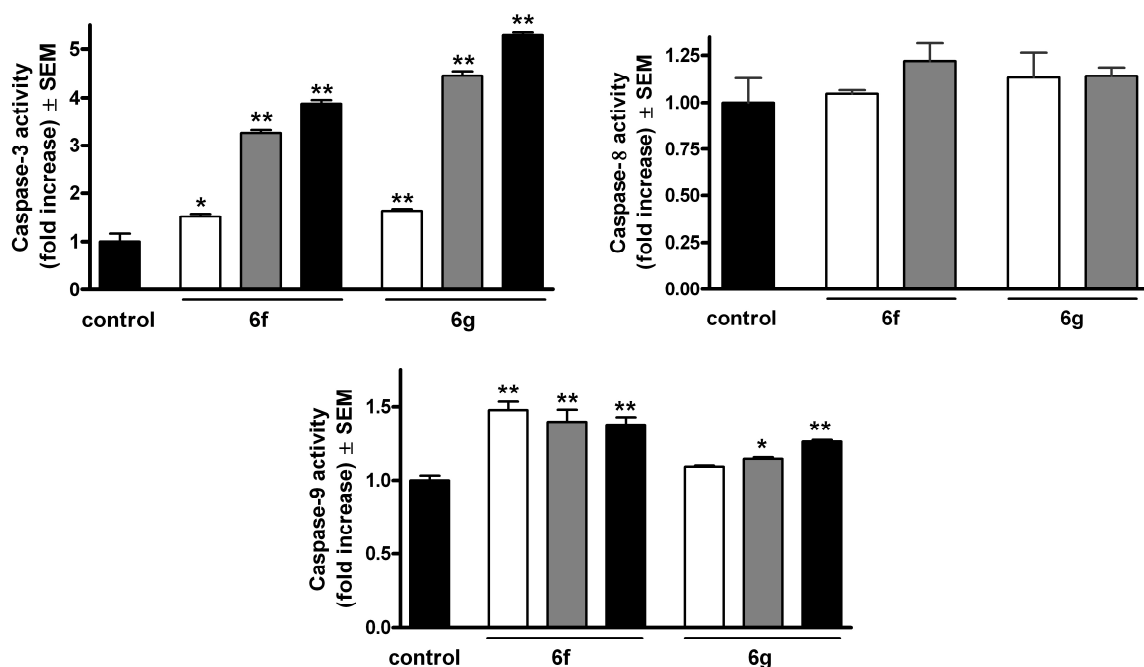 Caspase-3 activity
(fold increase) ± SEM
5
4
3
2
1
0
*
**
**
**
**
**
control
6f
6g
Caspase-8 activity
(fold increase) ± SEM
1.25
1.00
0.75
0.50
0.25
0.00
control
6f
6g
Caspase-9 activity
(fold increase) ± SEM
1.5
1.0
0.5
0.0
**
**
**
*
**
control
6f
6g